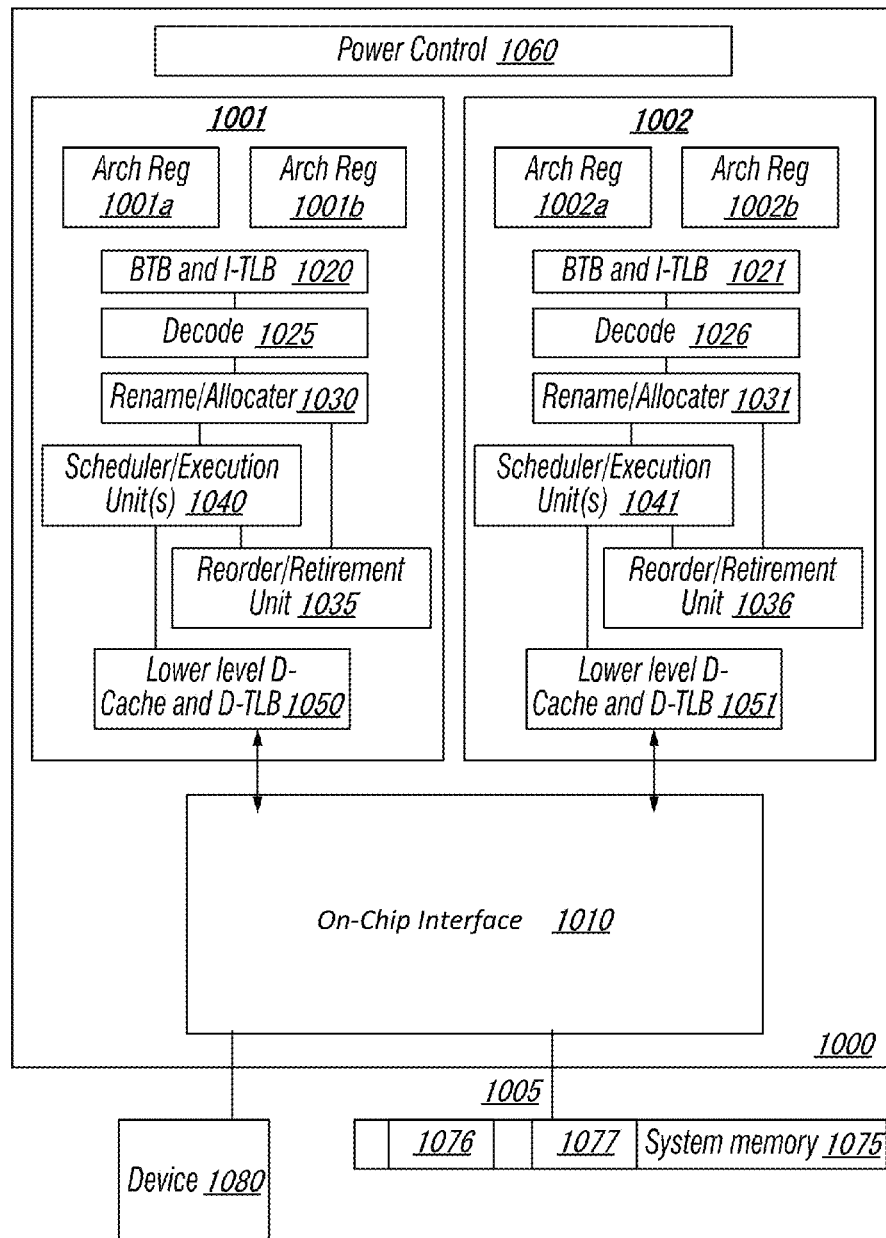 Power Control 1060
1001
1002
Arch Reg
1001a
Arch Reg
1001b
Arch Reg
1002a
Arch Reg
1002b
BTB and I-TLB 1020
BTB and I-TLB 1021
Decode 1025
Decode 1026
Rename/Allocater 1030
Rename/Allocater 1031
Scheduler/Execution
Unit(s) 1040
Scheduler/Execution
Unit(s) 1041
Reorder/Retirement
Unit 1035
Reorder/Retirement
Unit 1036
Lower level D-
Cache and D-TLB 1050
Lower level D-
Cache and D-TLB 1051
On-Chip Interface 1010
1000
1005
1076
1077
System memory 1075
Device 1080